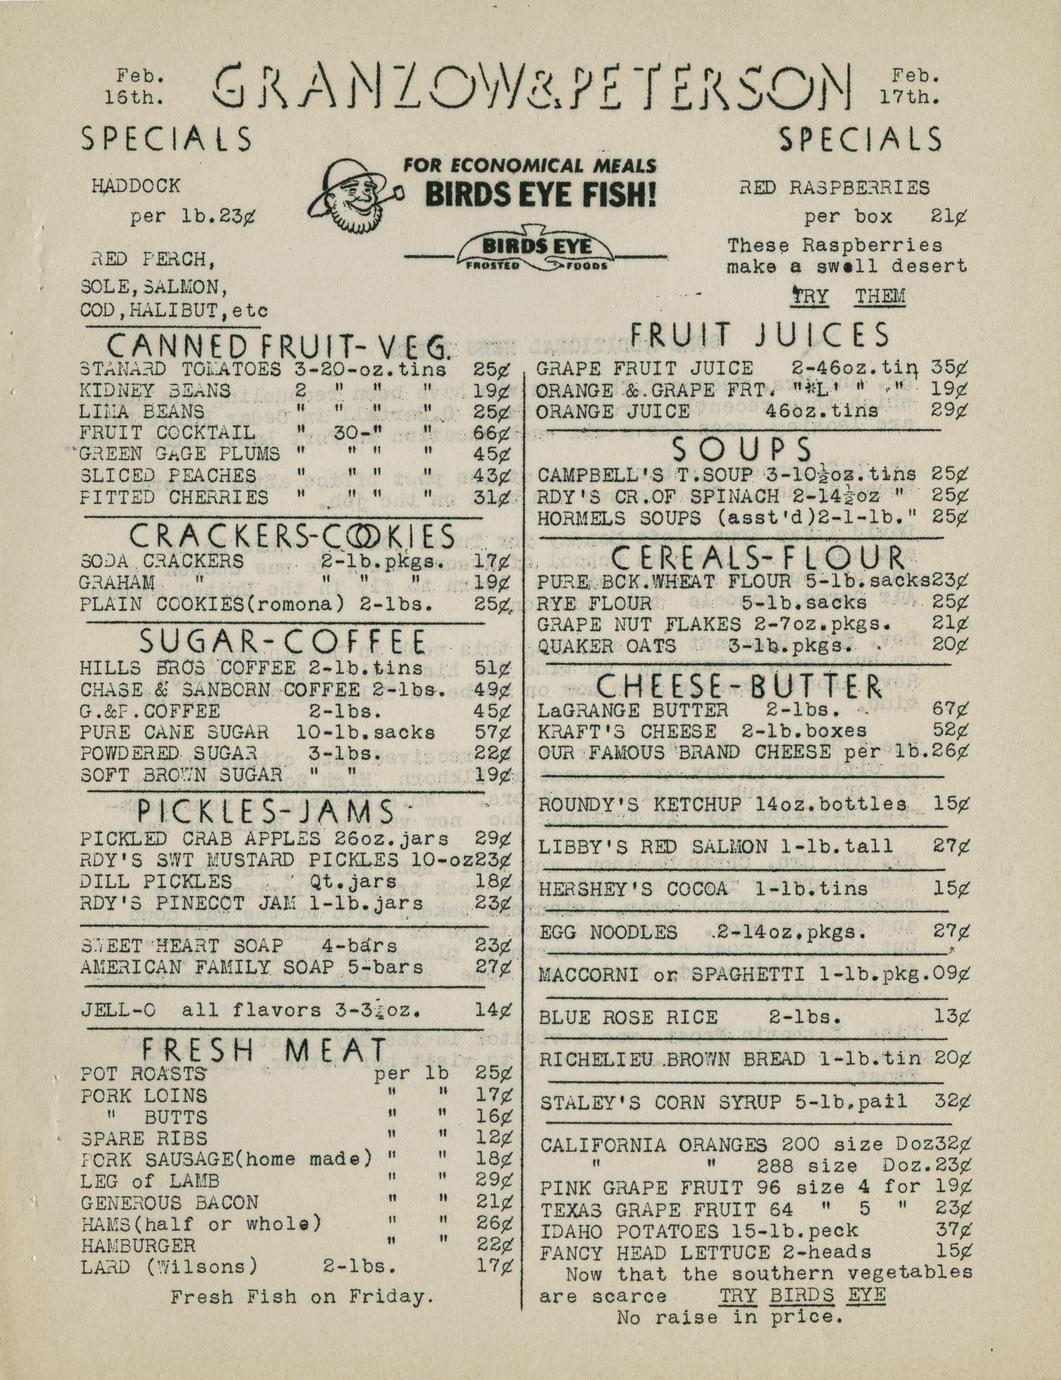 Feb.
16th.
GRANZOW & PETERSON
Feb.
17th.
SPECIALS
HADDOCK
per lb.23¢
RED PERCH,
SOLE,SALMON,
COD,HALIBUT,etc
FOR ECONOMICAL MEALS
BIRDS EYE FISH!
BIRDS EYE
FROSTED FOODS
SPECIALS
RED RASPBERRIES
per box 21¢
These Raspberries
make a swell desert
TRY THEM
CANNED FRUIT-VEG.
STANARD TOMATOES 3-20-oz.tins 25¢
KIDNEY BEANS 2 " " " 19¢
LIMA BEANS " " " " 25¢
FRUIT COCKTAIL " 30-" " 66¢
GREEN GAGE PLUMS " " " " 45¢
SLICED PEACHES " " " " 43¢
PITTED CHERRIES " " " " 31¢
CRACKERS-COOKIES
SODA CRACKERS 2-lb.pkgs. 17¢
GRAHAM " " " " 19¢
PLAIN COOKIES(romona) 2-lbs. 25¢
SUGAR-COFFEE
HILLS BROS COFFEE 2-lb.tins 51¢
CHASE & SANBORN COFFEE 2-lbs. 49¢
G.&P.COFFEE 2-lbs. 45¢
PURE CANE SUGAR 10-lb.sacks 57¢
POWDERED SUGAR 3-lbs. 22¢
SOFT BROWN SUGAR " " 19¢
PICKLES-JAMS
PICKLED CRAB APPLES 26oz.jars 29¢
RDY'S SWT MUSTARD PICKLES 10-oz23¢
DILL PICKLES Qt.jars 18¢
RDY'S PINECOT JAM 1-lb.jars 23¢
SWEET HEART SOAP 4-bars 23¢
AMERICAN FAMILY SOAP 5-bars 27¢
JELL-O all flavors 3-3¼oz. 14¢
FRESH MEAT
POT ROASTS per lb 25¢
PORK LOINS " " 17¢
" BUTTS " " 16¢
SPARE RIBS " " 12¢
PORK SAUSAGE(home made) " " 18¢
LEG of LAMB " " 29¢
GENEROUS BACON " " 21¢
HAMS(half or whole) " " 26¢
HAMBURGER " " 22¢
LARD (Wilsons) 2-lbs. 17¢
Fresh Fish on Friday.
FRUIT JUICES
GRAPE FRUIT JUICE 2-46oz.tin 35¢
ORANGE & GRAPE FRT. "#L' " " 19¢
ORANGE JUICE 46oz.tins 29¢
SOUPS
CAMPBELL'S T.SOUP 3-10½oz.tins 25¢
RDY'S CR.OF SPINACH 2-14½oz " 25¢
HORMELS SOUPS (asst'd)2-1-lb." 25¢
CEREALS-FLOUR
PURE BCK.WHEAT FLOUR 5-lb.sacks23¢
RYE FLOUR 5-lb.sacks 25¢
GRAPE NUT FLAKES 2-7oz.pkgs. 21¢
QUAKER OATS 3-lb.pkgs. 20¢
CHEESE-BUTTER
LaGRANGE BUTTER 2-lbs. 67¢
KRAFT'S CHEESE 2-lb.boxes 52¢
OUR FAMOUS BRAND CHEESE per lb.26¢
ROUNDY'S KETCHUP 14oz.bottles 15¢
LIBBY'S RED SALMON 1-lb.tall 27¢
HERSHEY'S COCOA 1-lb.tins 15¢
EGG NOODLES 2-14oz.pkgs. 27¢
MACCORNI or SPAGHETTI 1-lb.pkg.09¢
BLUE ROSE RICE 2-lbs. 13¢
RICHELIEU BROWN BREAD 1-lb.tin 20¢
STALEY'S CORN SYRUP 5-lb.pail 32¢
CALIFORNIA ORANGES 200 size Doz32¢
" " 288 size Doz.23¢
PINK GRAPE FRUIT 96 size 4 for 19¢
TEXAS GRAPE FRUIT 64 " 5 " 23¢
IDAHO POTATOES 15-lb.peck 37¢
FANCY HEAD LETTUCE 2-heads 15¢
Now that the southern vegetables
are scarce TRY BIRDS EYE
No raise in price.